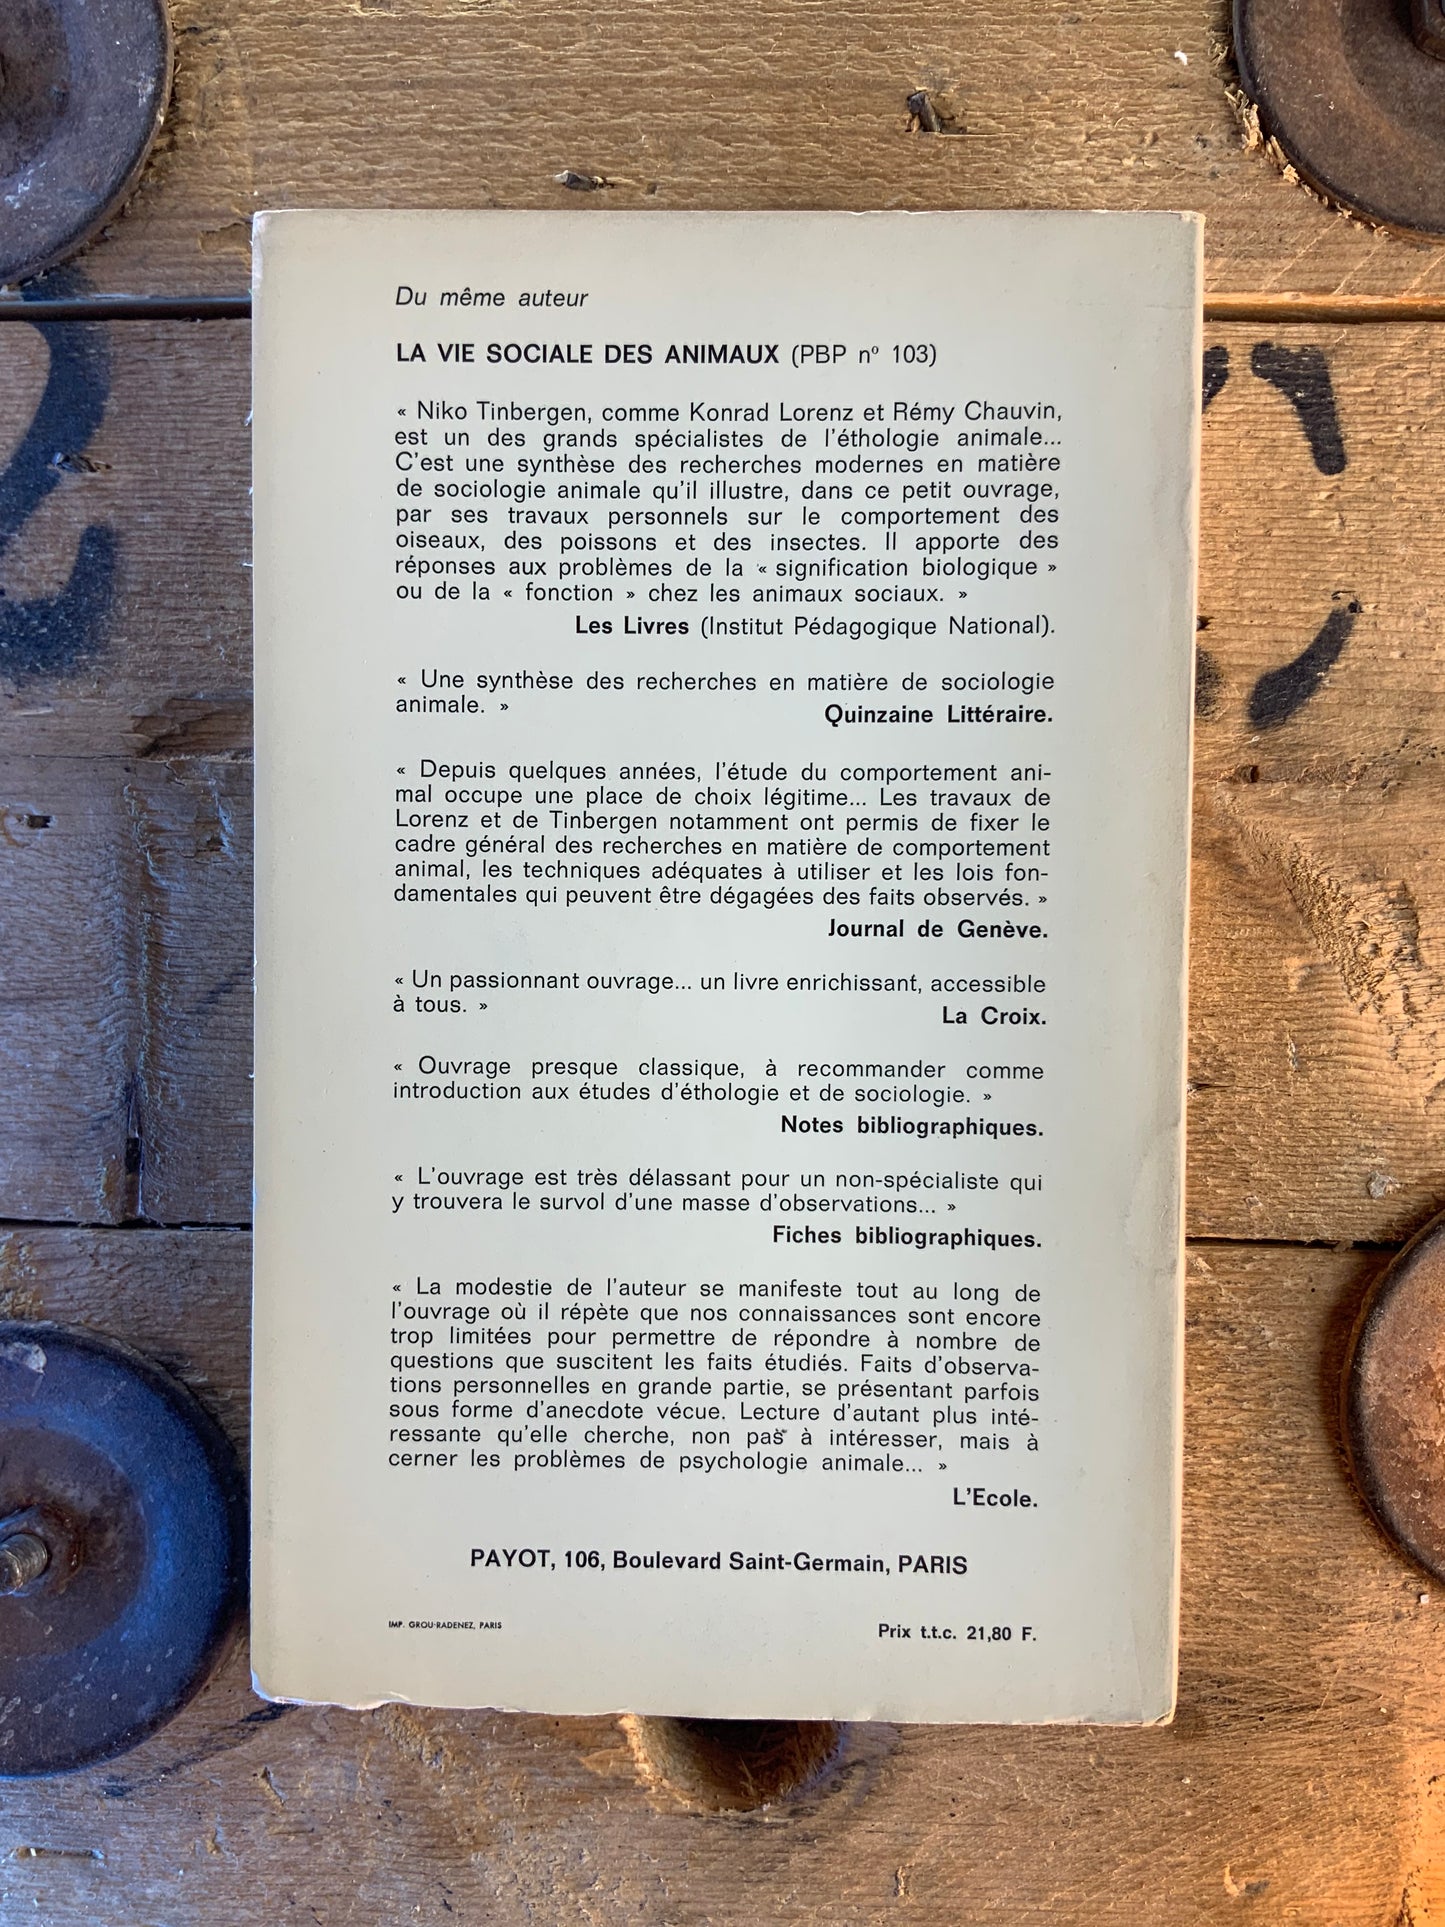 Du même auteur
LA VIE SOCIALE DES ANIMAUX (PBP nº 103)
« Niko Tinbergen, comme Konrad Lorenz et Rémy Chauvin,
est un des grands spécialistes de l'éthologie animale...
C'est une synthèse des recherches modernes en matière
de sociologie animale qu'il illustre, dans ce petit ouvrage,
par ses travaux personnels sur le comportement des
oiseaux, des poissons et des insectes. Il apporte des
réponses aux problèmes de la « signification biologique »
ou de la « fonction » chez les animaux sociaux. »
Les Livres (Institut Pédagogique National).
« Une synthèse des recherches en matière de sociologie
animale. »
Quinzaine Littéraire.
« Depuis quelques années, l'étude du comportement ani-
mal occupe une place de choix légitime... Les travaux de
Lorenz et de Tinbergen notamment ont permis de fixer le
cadre général des recherches en matière de comportement
animal, les techniques adéquates à utiliser et les lois fon-
damentales qui peuvent être dégagées des faits observés. »
Journal de Genève.
« Un passionnant ouvrage... un livre enrichissant, accessible
à tous. »
La Croix.
« Ouvrage presque classique, à recommander comme
introduction aux études d'éthologie et de sociologie. »
Notes bibliographiques.
« L'ouvrage est très délassant pour un non-spécialiste qui
y trouvera le survol d'une masse d'observations... »
Fiches bibliographiques.
« La modestie de l'auteur se manifeste tout au long de
l'ouvrage où il répète que nos connaissances sont encore
trop limitées pour permettre de répondre à nombre de
questions que suscitent les faits étudiés. Faits d'observa-
tions personnelles en grande partie, se présentant parfois
sous forme d'anecdote vécue. Lecture d'autant plus inté-
ressante qu'elle cherche, non pas à intéresser, mais à
cerner les problèmes de psychologie animale... »
L'Ecole.
PAYOT, 106, Boulevard Saint-Germain, PARIS
IMP. GROU-RADENEZ, PARIS
Prix t.t.c. 21,80 F.